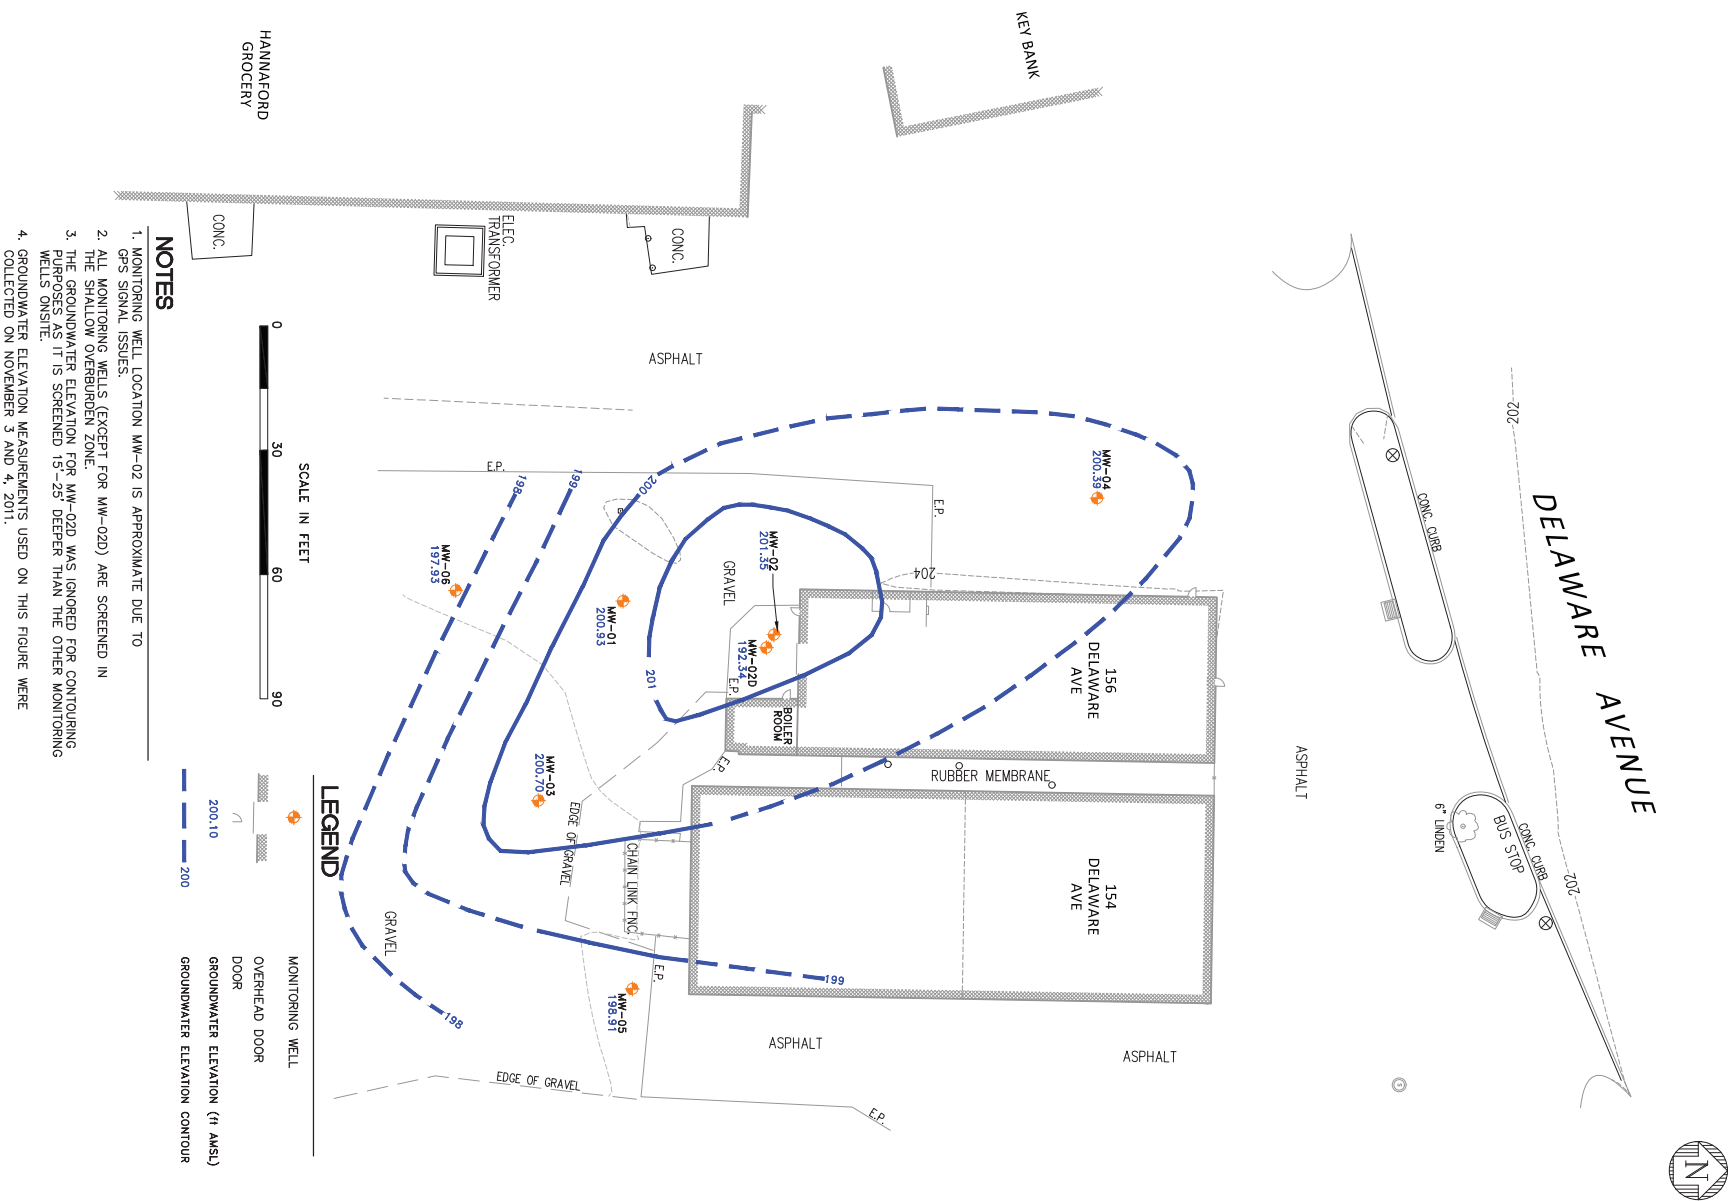 KEY BANK
HANNAFORD
GROCERY
DELAWARE AVENUE
202
202
CONC. CURB
CONC. CURB
BUS STOP
6" LINDEN
ASPHALT
ASPHALT
ASPHALT
ASPHALT
CONC.
CONC.
ELEC.
TRANSFORMER
E.P.
E.P.
E.P.
E.P.
E.P.
E.P.
204
MW-04
200.39
MW-02
201.35
MW-02D
192.34
MW-01
200.93
MW-06
197.93
MW-03
200.70
MW-05
198.91
GRAVEL
GRAVEL
156
DELAWARE
AVE
154
DELAWARE
AVE
BOILER
ROOM
RUBBER MEMBRANE
CHAIN LINK FNC.
EDGE OF GRAVEL
EDGE OF GRAVEL
198
199
200
201
199
198
S
N
SCALE IN FEET
0
30
60
90
NOTES
1. MONITORING WELL LOCATION MW-02 IS APPROXIMATE DUE TO
GPS SIGNAL ISSUES.
2. ALL MONITORING WELLS (EXCEPT FOR MW-02D) ARE SCREENED IN
THE SHALLOW OVERBURDEN ZONE.
3. THE GROUNDWATER ELEVATION FOR MW-02D WAS IGNORED FOR CONTOURING
PURPOSES AS IT IS SCREENED 15'-25' DEEPER THAN THE OTHER MONITORING
WELLS ONSITE.
4. GROUNDWATER ELEVATION MEASUREMENTS USED ON THIS FIGURE WERE
COLLECTED ON NOVEMBER 3 AND 4, 2011.
LEGEND
MONITORING WELL
OVERHEAD DOOR
DOOR
200.10
GROUNDWATER ELEVATION (ft AMSL)
200
GROUNDWATER ELEVATION CONTOUR